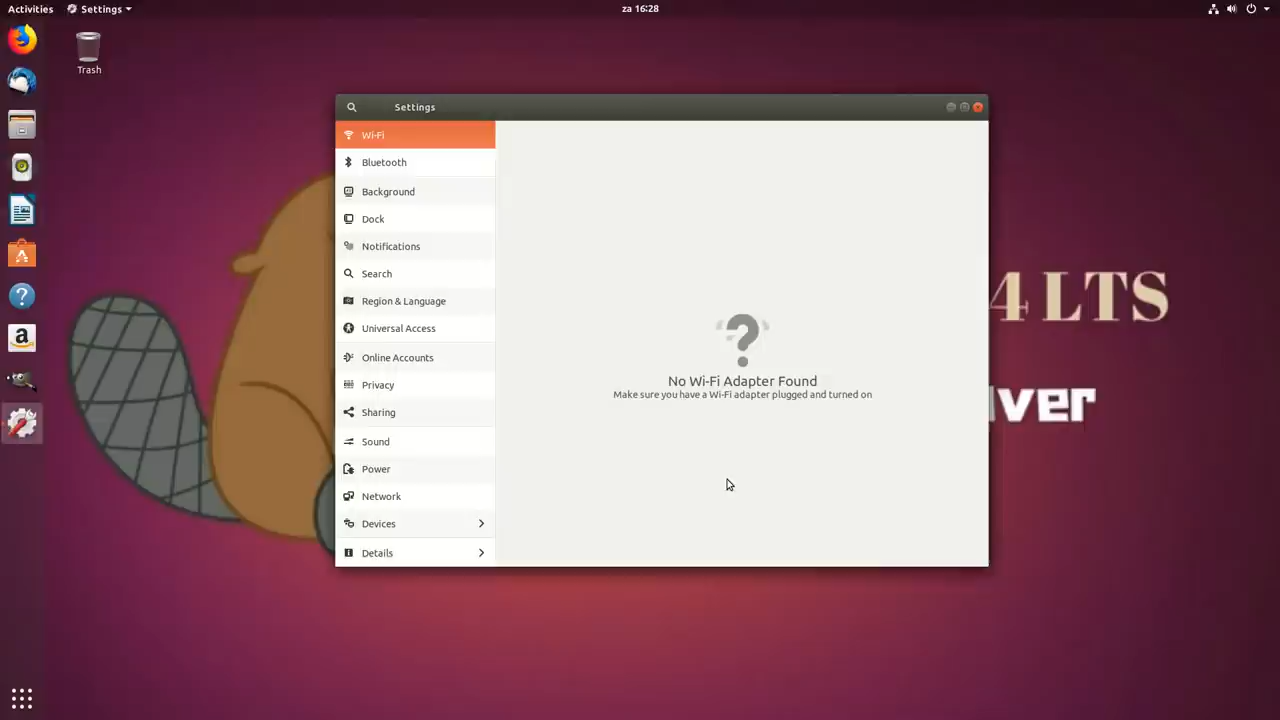 Activities
Settings
za 16:28
Trash
Settings
Wi-Fi
Bluetooth
Background
Dock
Notifications
Search
Region & Language
Universal Access
Online Accounts
Privacy
Sharing
Sound
Power
Network
Devices
Details
No Wi-Fi Adapter Found
Make sure you have a Wi-Fi adapter plugged and turned on
4 LTS
ver
a